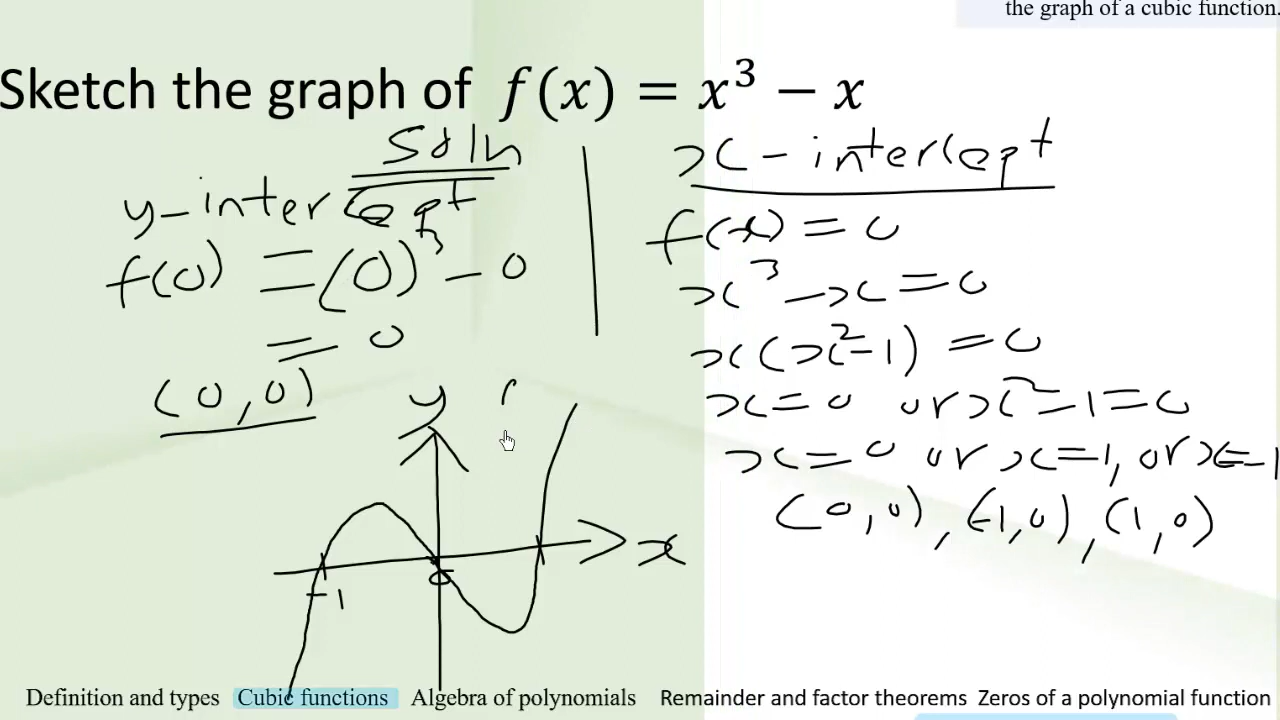 the graph of a cubic function.
Sketch the graph of f(x) = x³ − x
Soln
y-intercept
f(0) = (0)³ - 0
= 0
(0,0)
x-intercept
f(x) = 0
x³ - x = 0
x(x²-1) = 0
x = 0 or x²-1=0
x = 0 or x=1, or x=-1
(0,0), (-1,0), (1,0)
y (
x
0
-1
Definition and types Cubic functions Algebra of polynomials Remainder and factor theorems Zeros of a polynomial function